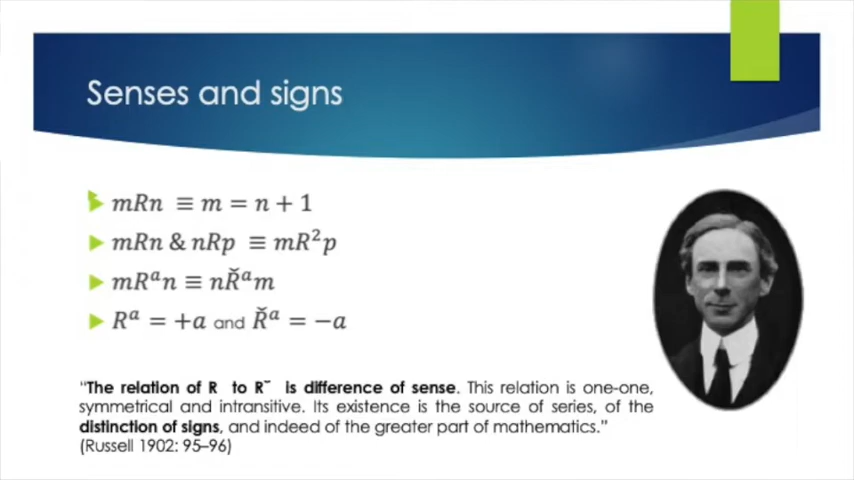 Senses and signs
mRn ≡ m = n + 1
mRn & nRp ≡ mR²p
mRᵃn ≡ nR̆ᵃm
Rᵃ = +a and R̆ᵃ = −a
"The relation of R to R˘ is difference of sense. This relation is one-one,
symmetrical and intransitive. Its existence is the source of series, of the
distinction of signs, and indeed of the greater part of mathematics."
(Russell 1902: 95–96)